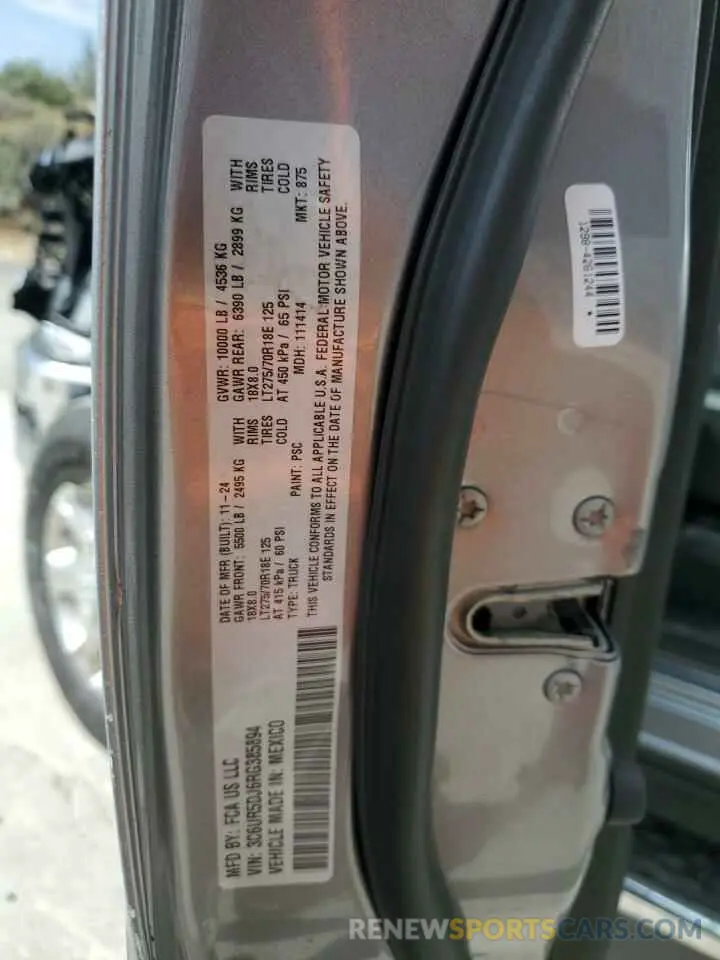 MFD BY: FCA US LLC
DATE OF MFR (BUILT): 11-24
GVWR: 10000 LB / 4536 KG
GAWR FRONT: 5500 LB / 2495 KG WITH
GAWR REAR: 6390 LB / 2899 KG WITH
18X8.0 RIMS
18X8.0 RIMS
LT275/70R18E 125 TIRES
LT275/70R18E 125 TIRES
AT 415 kPa / 60 PSI COLD
AT 450 kPa / 65 PSI COLD
VIN: 3C6UR5DJ6RG385894
TYPE: TRUCK
PAINT: PSC
MDH: 111414
MKT: 875
VEHICLE MADE IN: MEXICO
THIS VEHICLE CONFORMS TO ALL APPLICABLE U.S.A. FEDERAL MOTOR VEHICLE SAFETY
STANDARDS IN EFFECT ON THE DATE OF MANUFACTURE SHOWN ABOVE.
1298-4261244 *
RENEWSPORTSCAR.COM